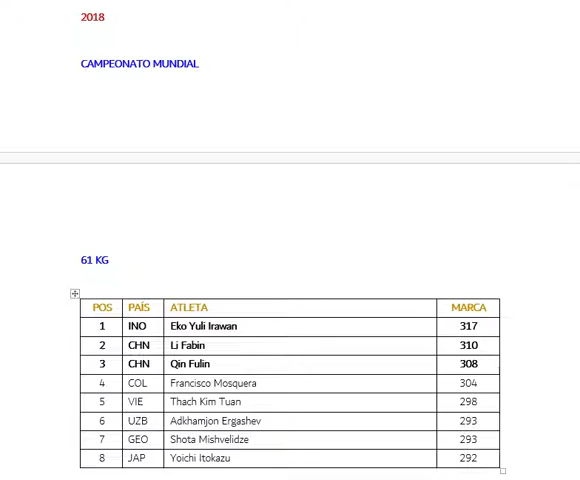 2018
CAMPEONATO MUNDIAL
61 KG
POS PAÍS ATLETA MARCA
1 INO Eko Yuli Irawan 317
2 CHN Li Fabin 310
3 CHN Qin Fulin 308
4 COL Francisco Mosquera 304
5 VIE Thach Kim Tuan 298
6 UZB Adkhamjon Ergashev 293
7 GEO Shota Mishvelidze 293
8 JAP Yoichi Itokazu 292